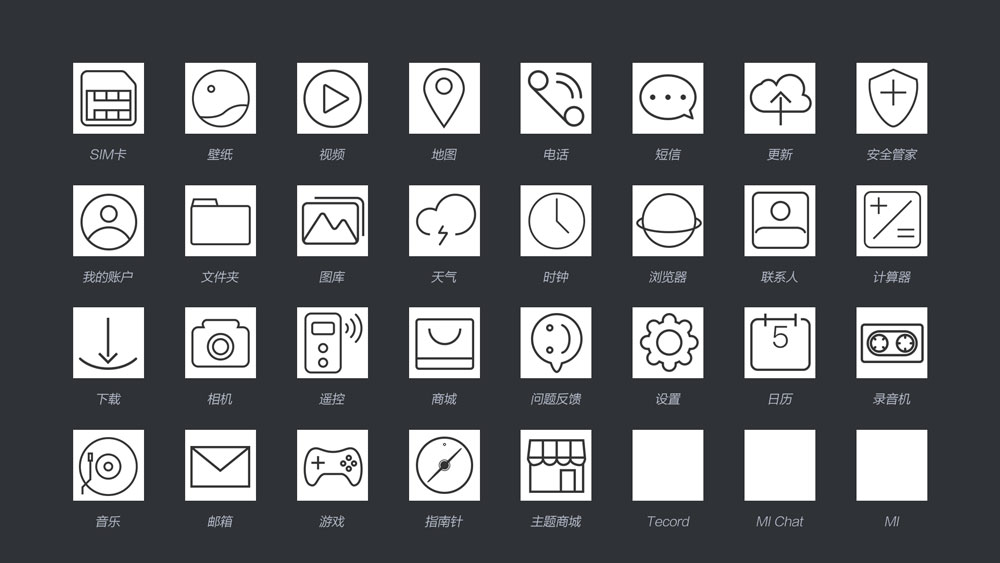 SIM卡
壁纸
视频
地图
电话
短信
更新
安全管家
我的账户
文件夹
图库
天气
时钟
浏览器
联系人
计算器
5
下载
相机
遥控
商城
问题反馈
设置
日历
录音机
音乐
邮箱
游戏
指南针
主题商城
Tecord
MI Chat
MI